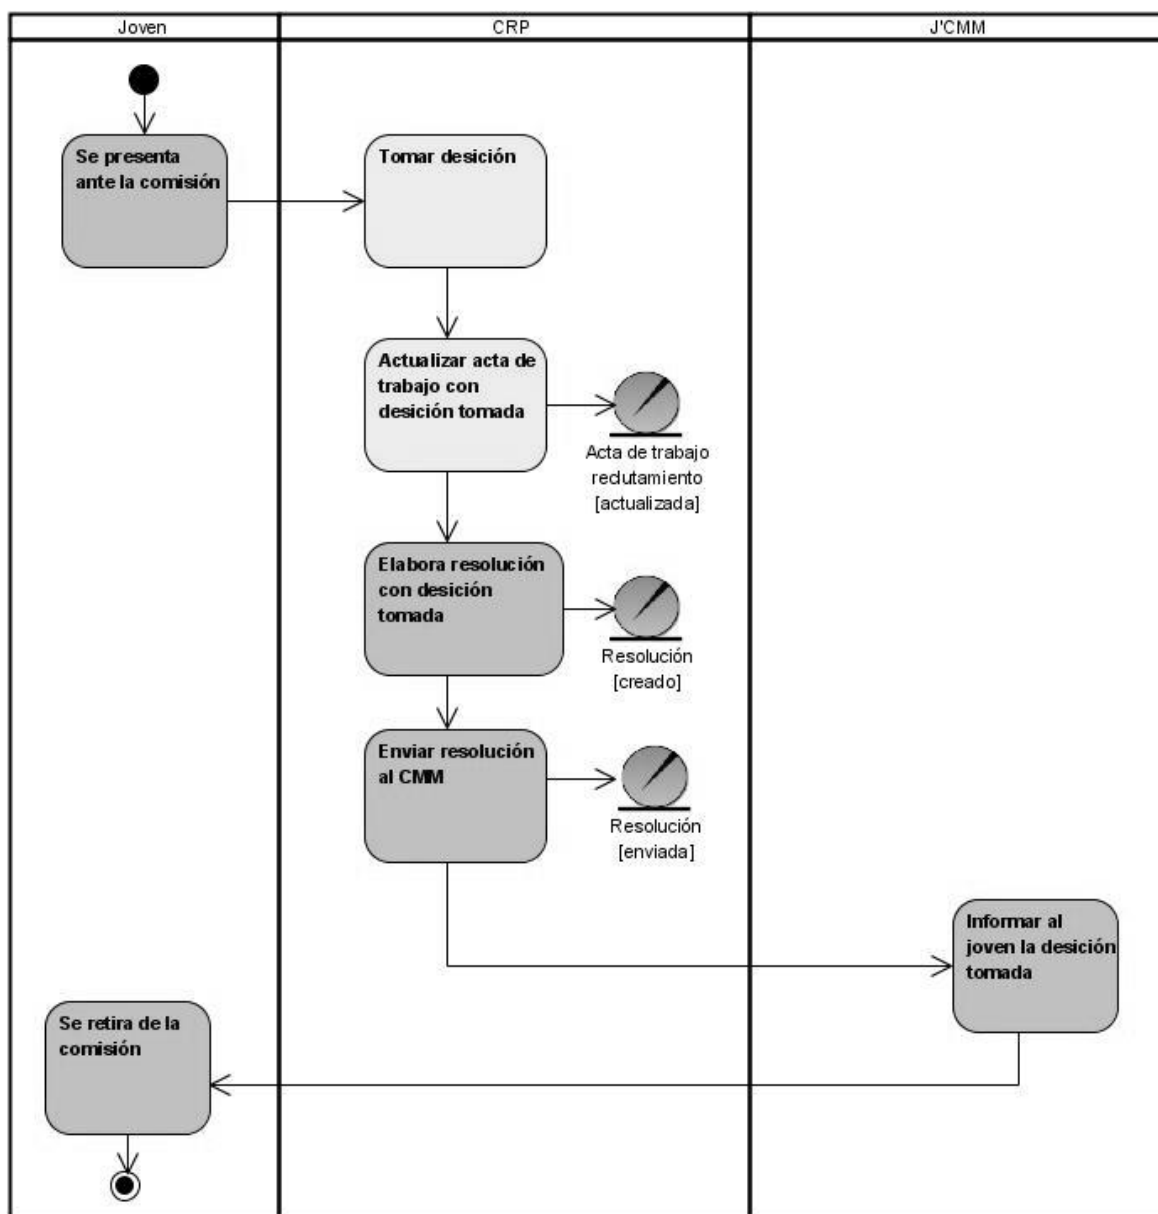 Joven
CRP
J'CMM
Se presenta
ante la comisión
Tomar desición
Actualizar acta de
trabajo con
desición tomada
Acta de trabajo
reclutamiento
[actualizada]
Elabora resolución
con desición
tomada
Resolución
[creado]
Enviar resolución
al CMM
Resolución
[enviada]
Informar al
joven la desición
tomada
Se retira de la
comisión